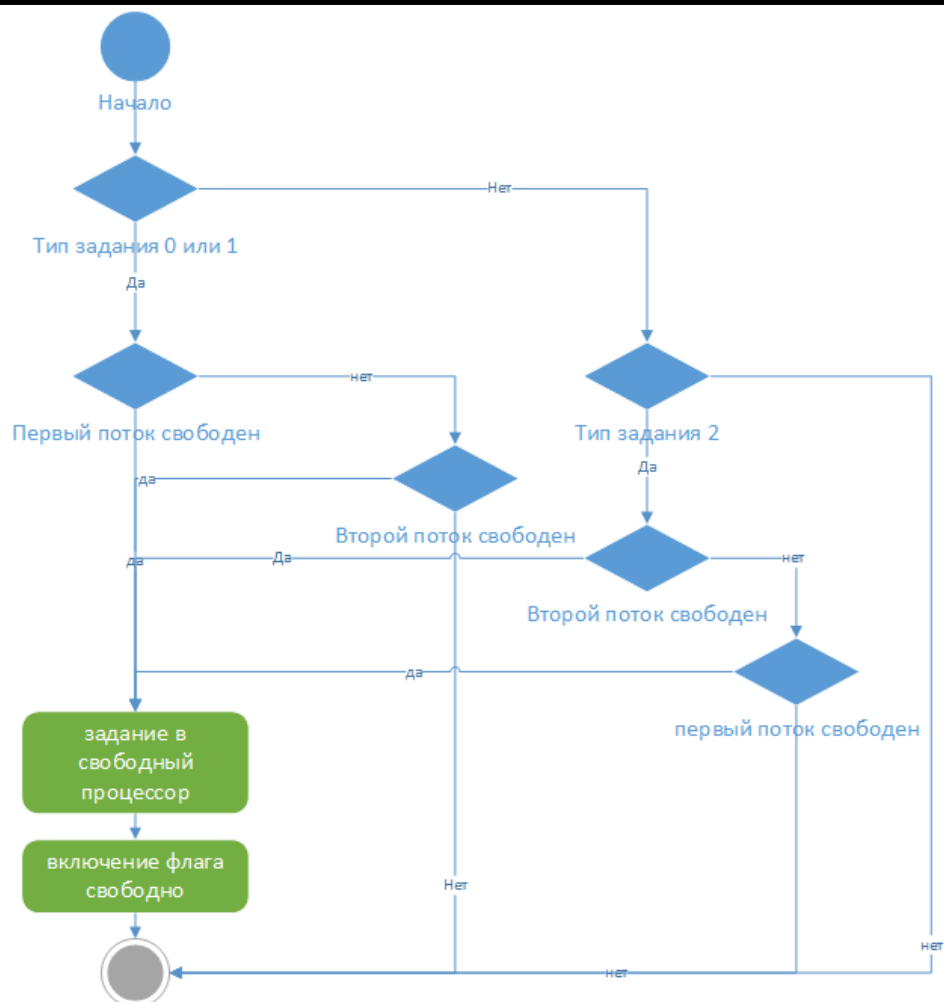 Начало
Нет
Тип задания 0 или 1
Да
нет
Первый поток свободен
Тип задания 2
Да
да
Второй поток свободен
да
Да
нет
Второй поток свободен
да
первый поток свободен
задание в
свободный
процессор
включение флага
свободно
Нет
нет
нет